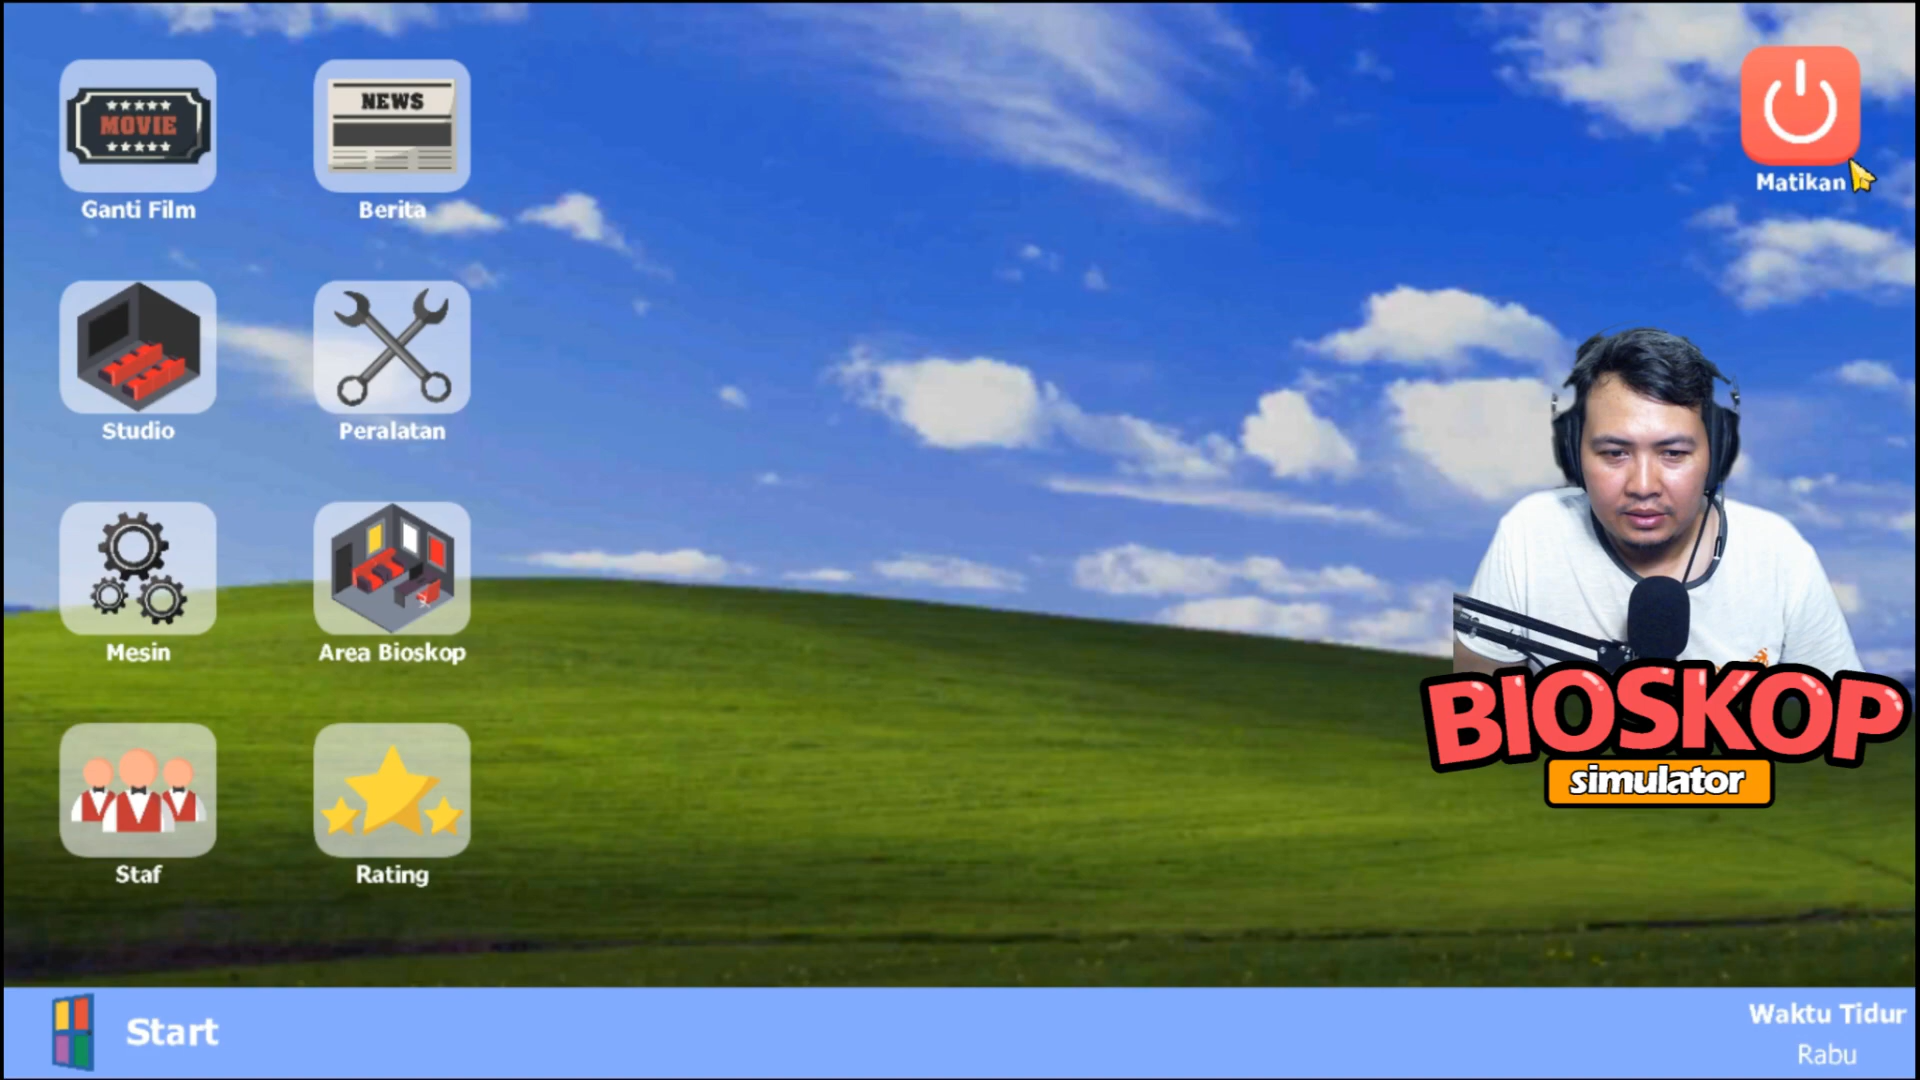 MOVIE
Ganti Film
NEWS
Berita
Matikan
Studio
Peralatan
Mesin
Area Bioskop
Staf
Rating
BIOSKOP
simulator
Start
Waktu Tidur
Rabu